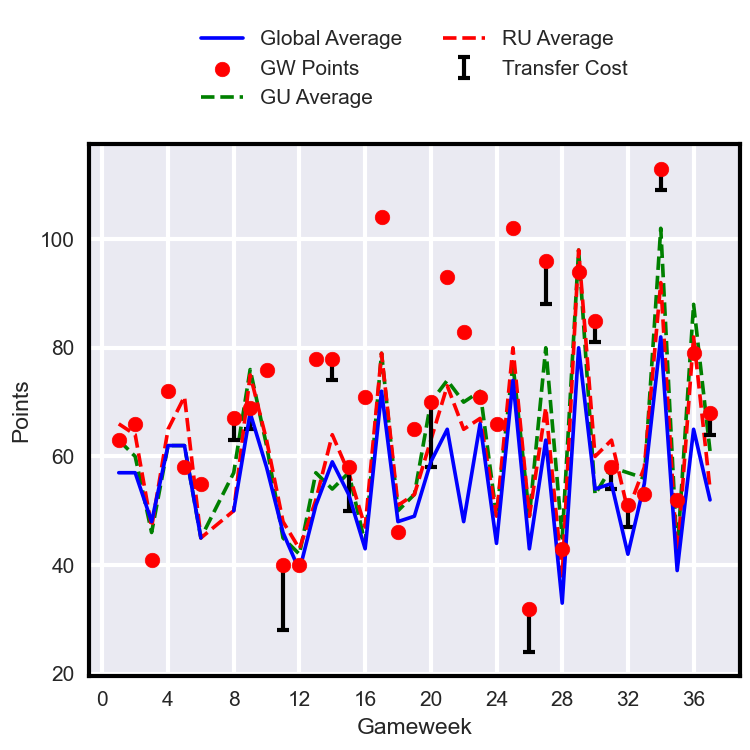 Global Average
GW Points
GU Average
RU Average
Transfer Cost
Points
100
80
60
40
20
0 4 8 12 16 20 24 28 32 36
Gameweek